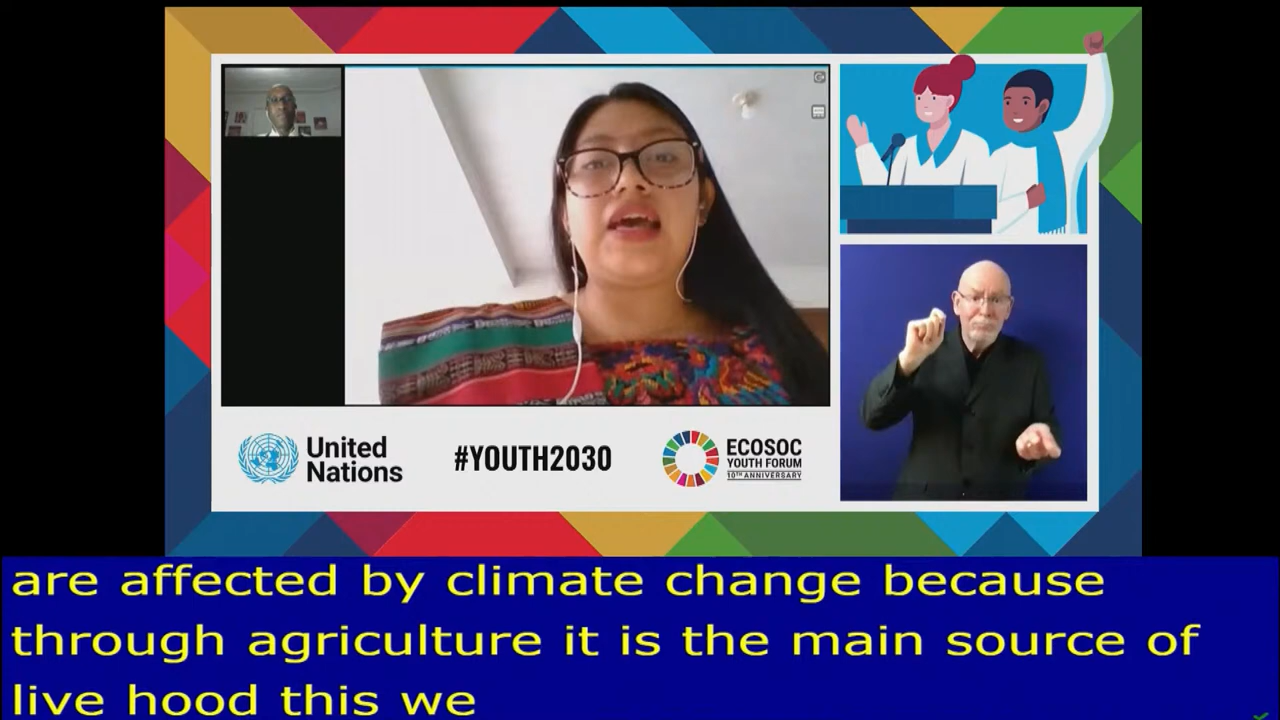 United
Nations
#YOUTH2030
ECOSOC
YOUTH FORUM
10TH ANNIVERSARY
are affected by climate change because
through agriculture it is the main source of
live hood this we